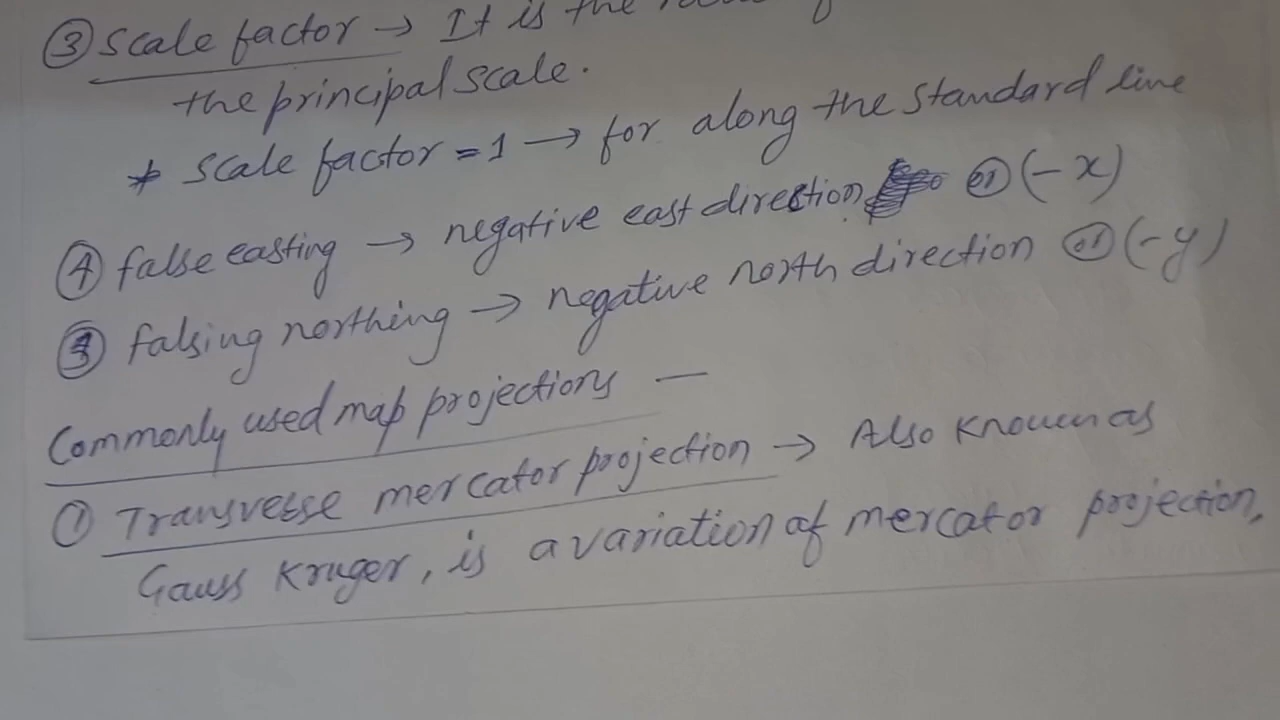 ③ Scale factor → It is the
the principal scale.
* Scale factor = 1 → for along the standard line
④ false easting → negative east direction or (-x)
⑤ falsing northing → negative north direction or (-y)
Commonly used map projections —
① Transverse mercator projection → Also known as
Gauss Kruger, is a variation of mercator projection,